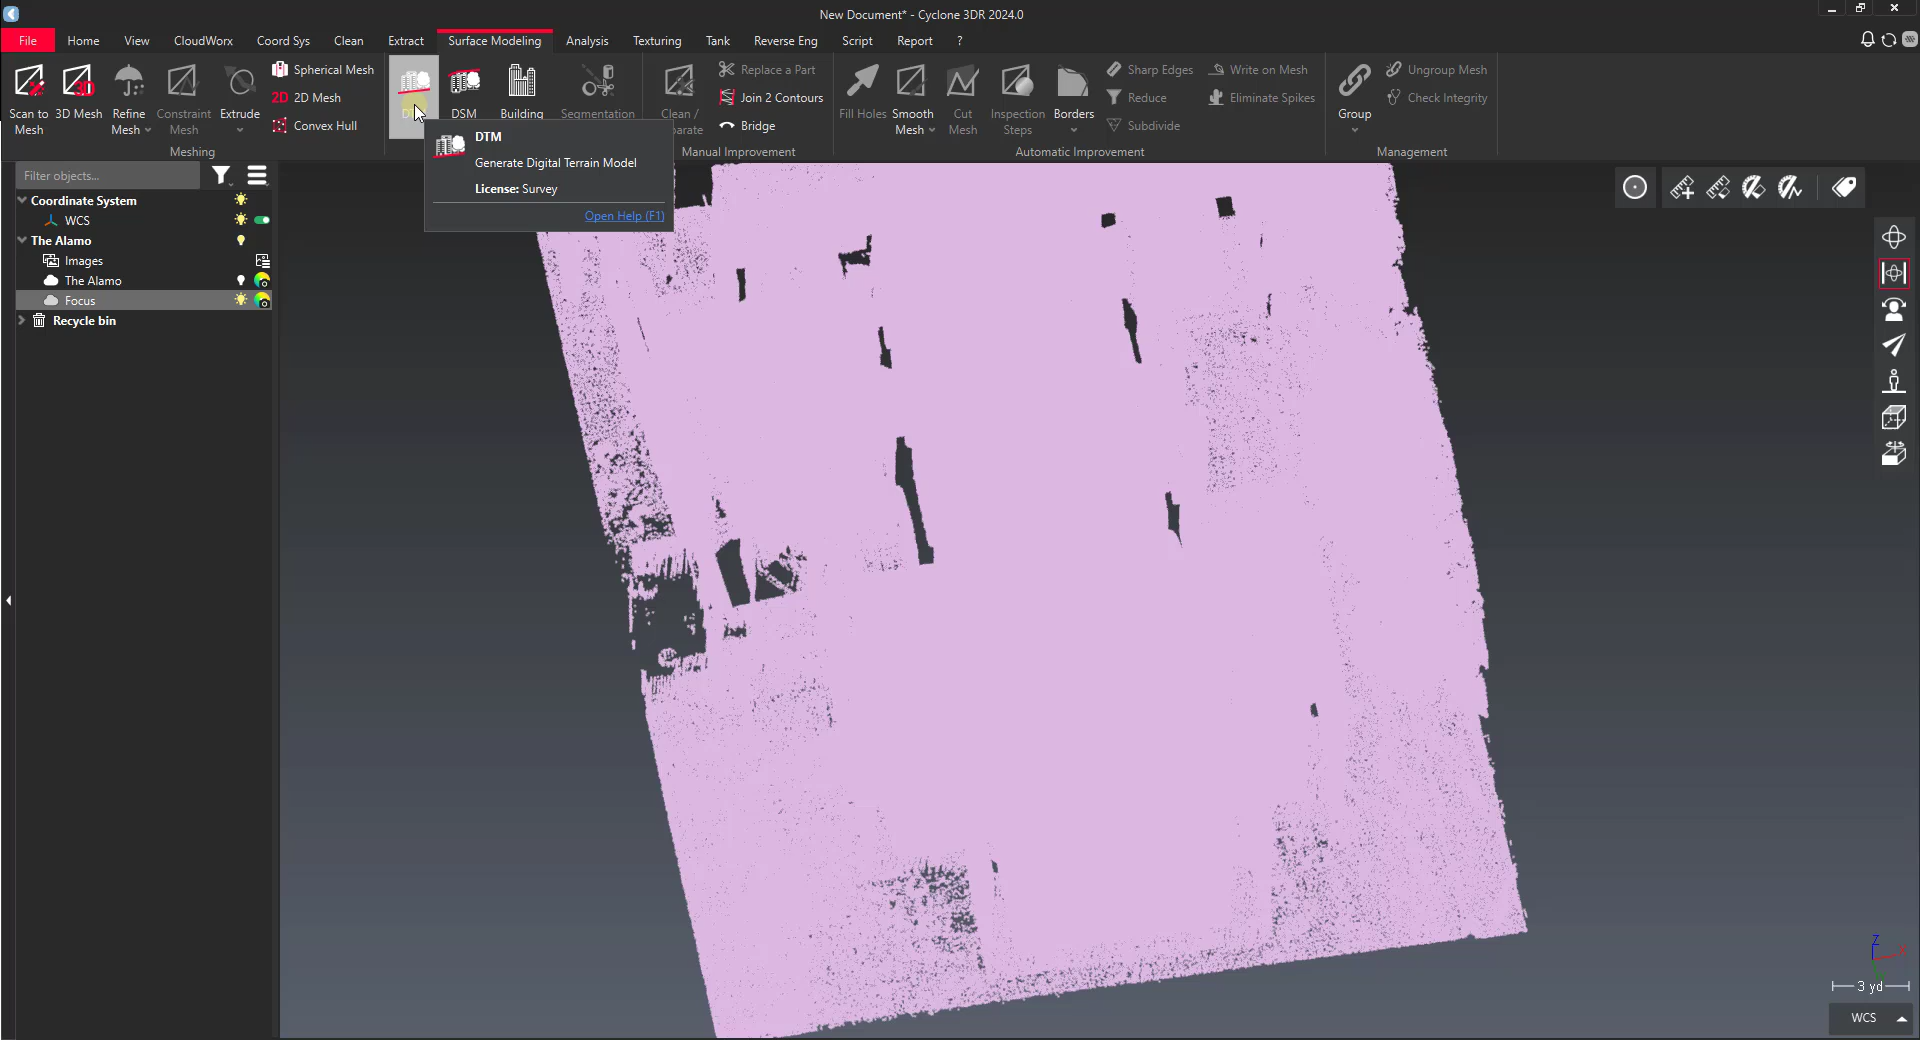 New Document* - Cyclone 3DR 2024.0
File Home View CloudWorx Coord Sys Clean Extract Surface Modeling Analysis Texturing Tank Reverse Eng Script Report ?
Scan to Mesh
3D Mesh
Refine Mesh
Constraint Mesh
Extrude
Spherical Mesh
2D 2D Mesh
Convex Hull
Meshing
DSM
Building
Segmentation
Clean /
Replace a Part
Join 2 Contours
Bridge
Manual Improvement
Fill Holes
Smooth Mesh
Cut Mesh
Inspection Steps
Borders
Sharp Edges
Reduce
Subdivide
Write on Mesh
Eliminate Spikes
Automatic Improvement
Group
Ungroup Mesh
Check Integrity
Management
DTM
Generate Digital Terrain Model
License: Survey
Open Help (F1)
Filter objects...
Coordinate System
WCS
The Alamo
Images
The Alamo
Focus
Recycle bin
Z
3 yd
WCS